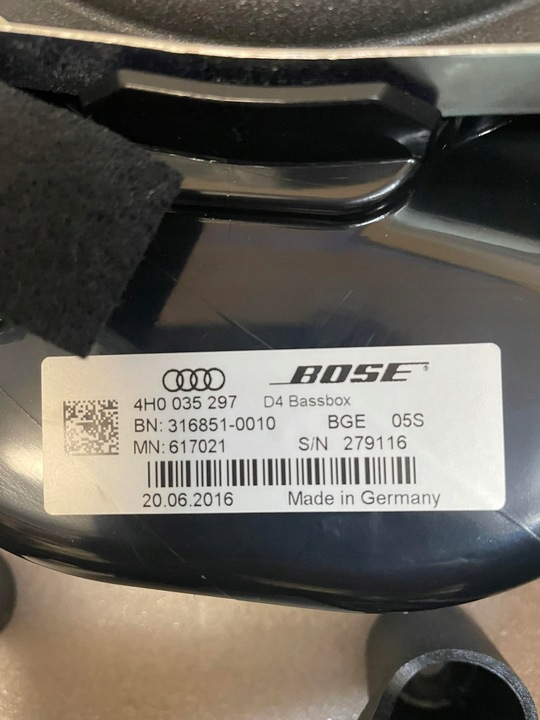 BOSE®
4H0 035 297 D4 Bassbox
BN: 316851-0010 BGE 05S
MN: 617021 S/N 279116
20.06.2016 Made in Germany